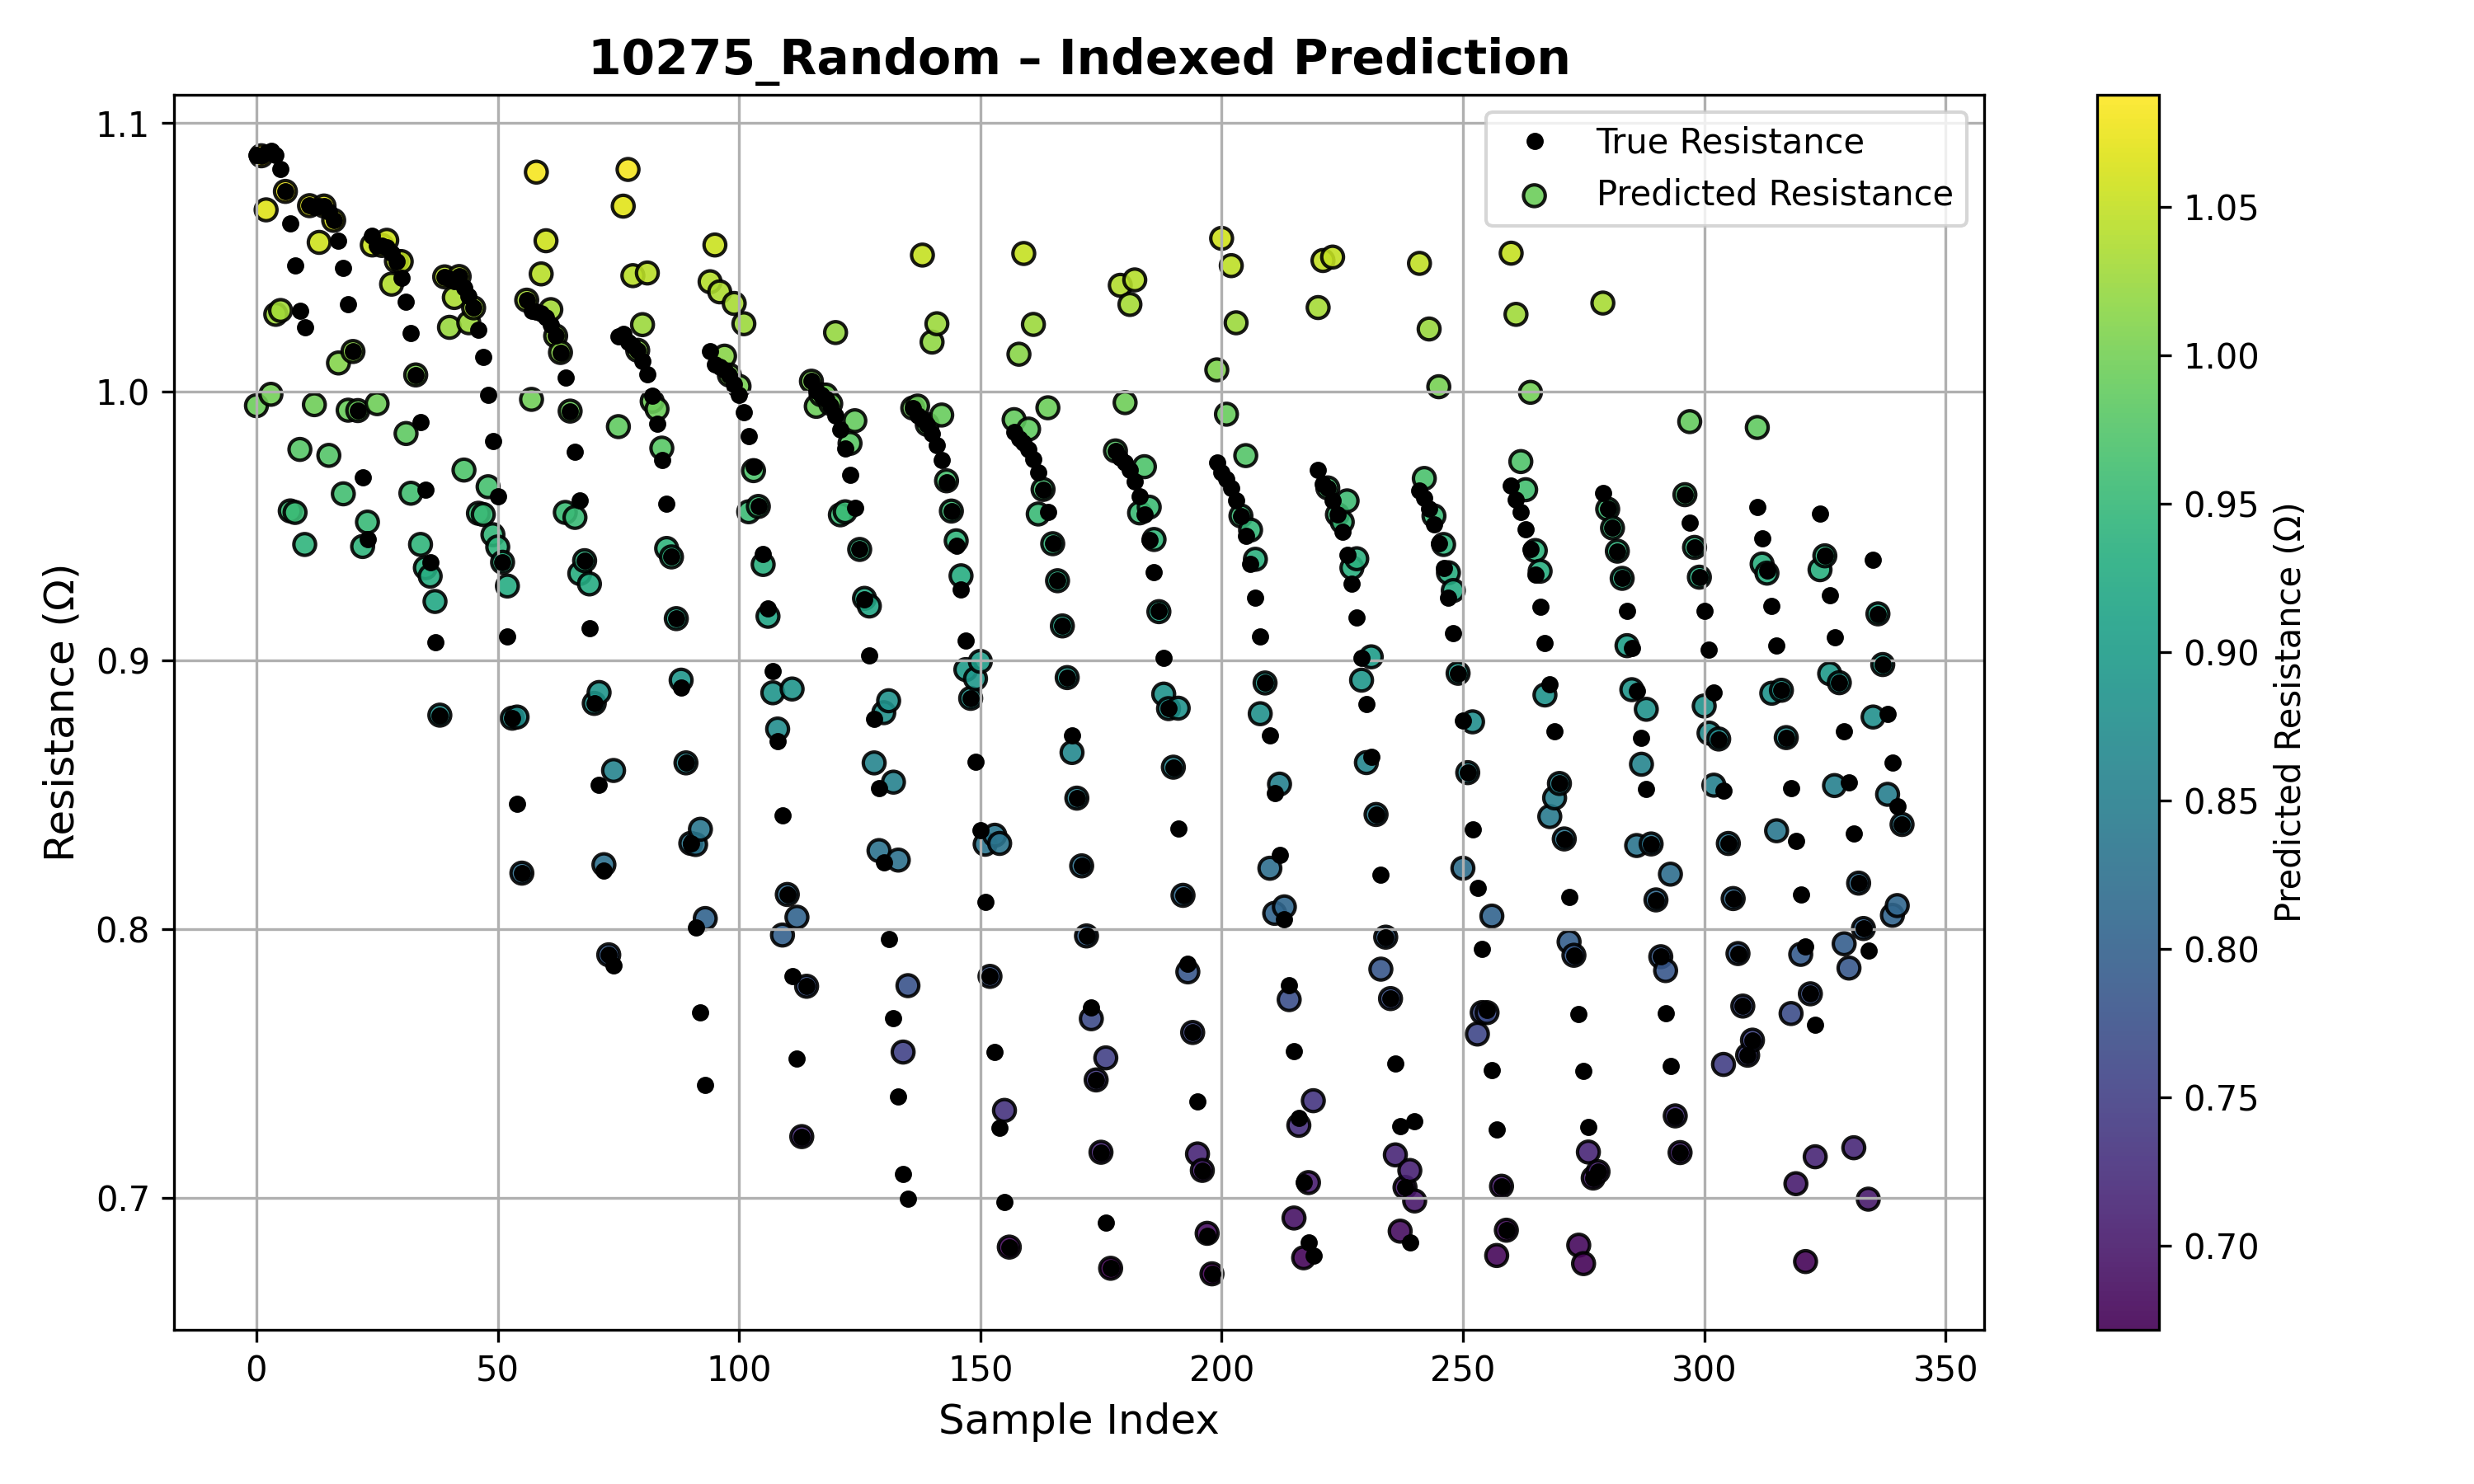 10275_Random – Indexed Prediction
True Resistance
Predicted Resistance
Resistance (Ω)
1.1
1.0
0.9
0.8
0.7
0 50 100 150 200 250 300 350
Sample Index
1.05
1.00
0.95
0.90
0.85
0.80
0.75
0.70
Predicted Resistance (Ω)